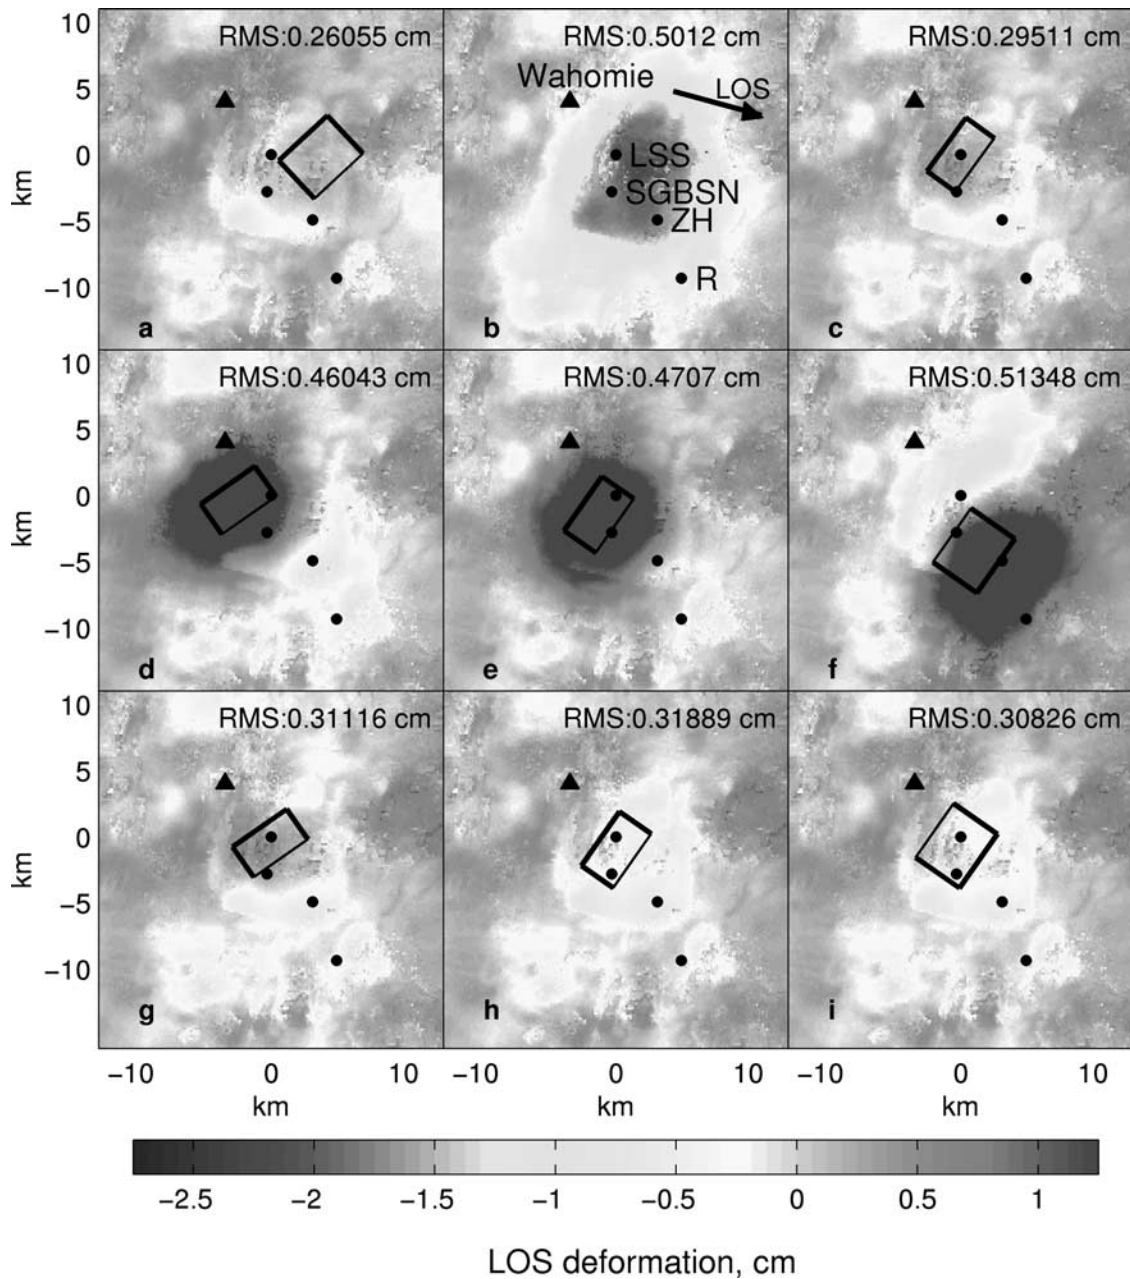 10
RMS:0.26055 cm
RMS:0.5012 cm
RMS:0.29511 cm
Wahomie
LOS
5
0
LSS
km
SGBSN
−5
ZH
−10
R
a
b
c
10
RMS:0.46043 cm
RMS:0.4707 cm
RMS:0.51348 cm
5
0
km
−5
−10
d
e
f
10
RMS:0.31116 cm
RMS:0.31889 cm
RMS:0.30826 cm
5
0
km
−5
−10
g
h
i
−10 0 10 −10 0 10 −10 0 10
km km km
−2.5 −2 −1.5 −1 −0.5 0 0.5 1
LOS deformation, cm